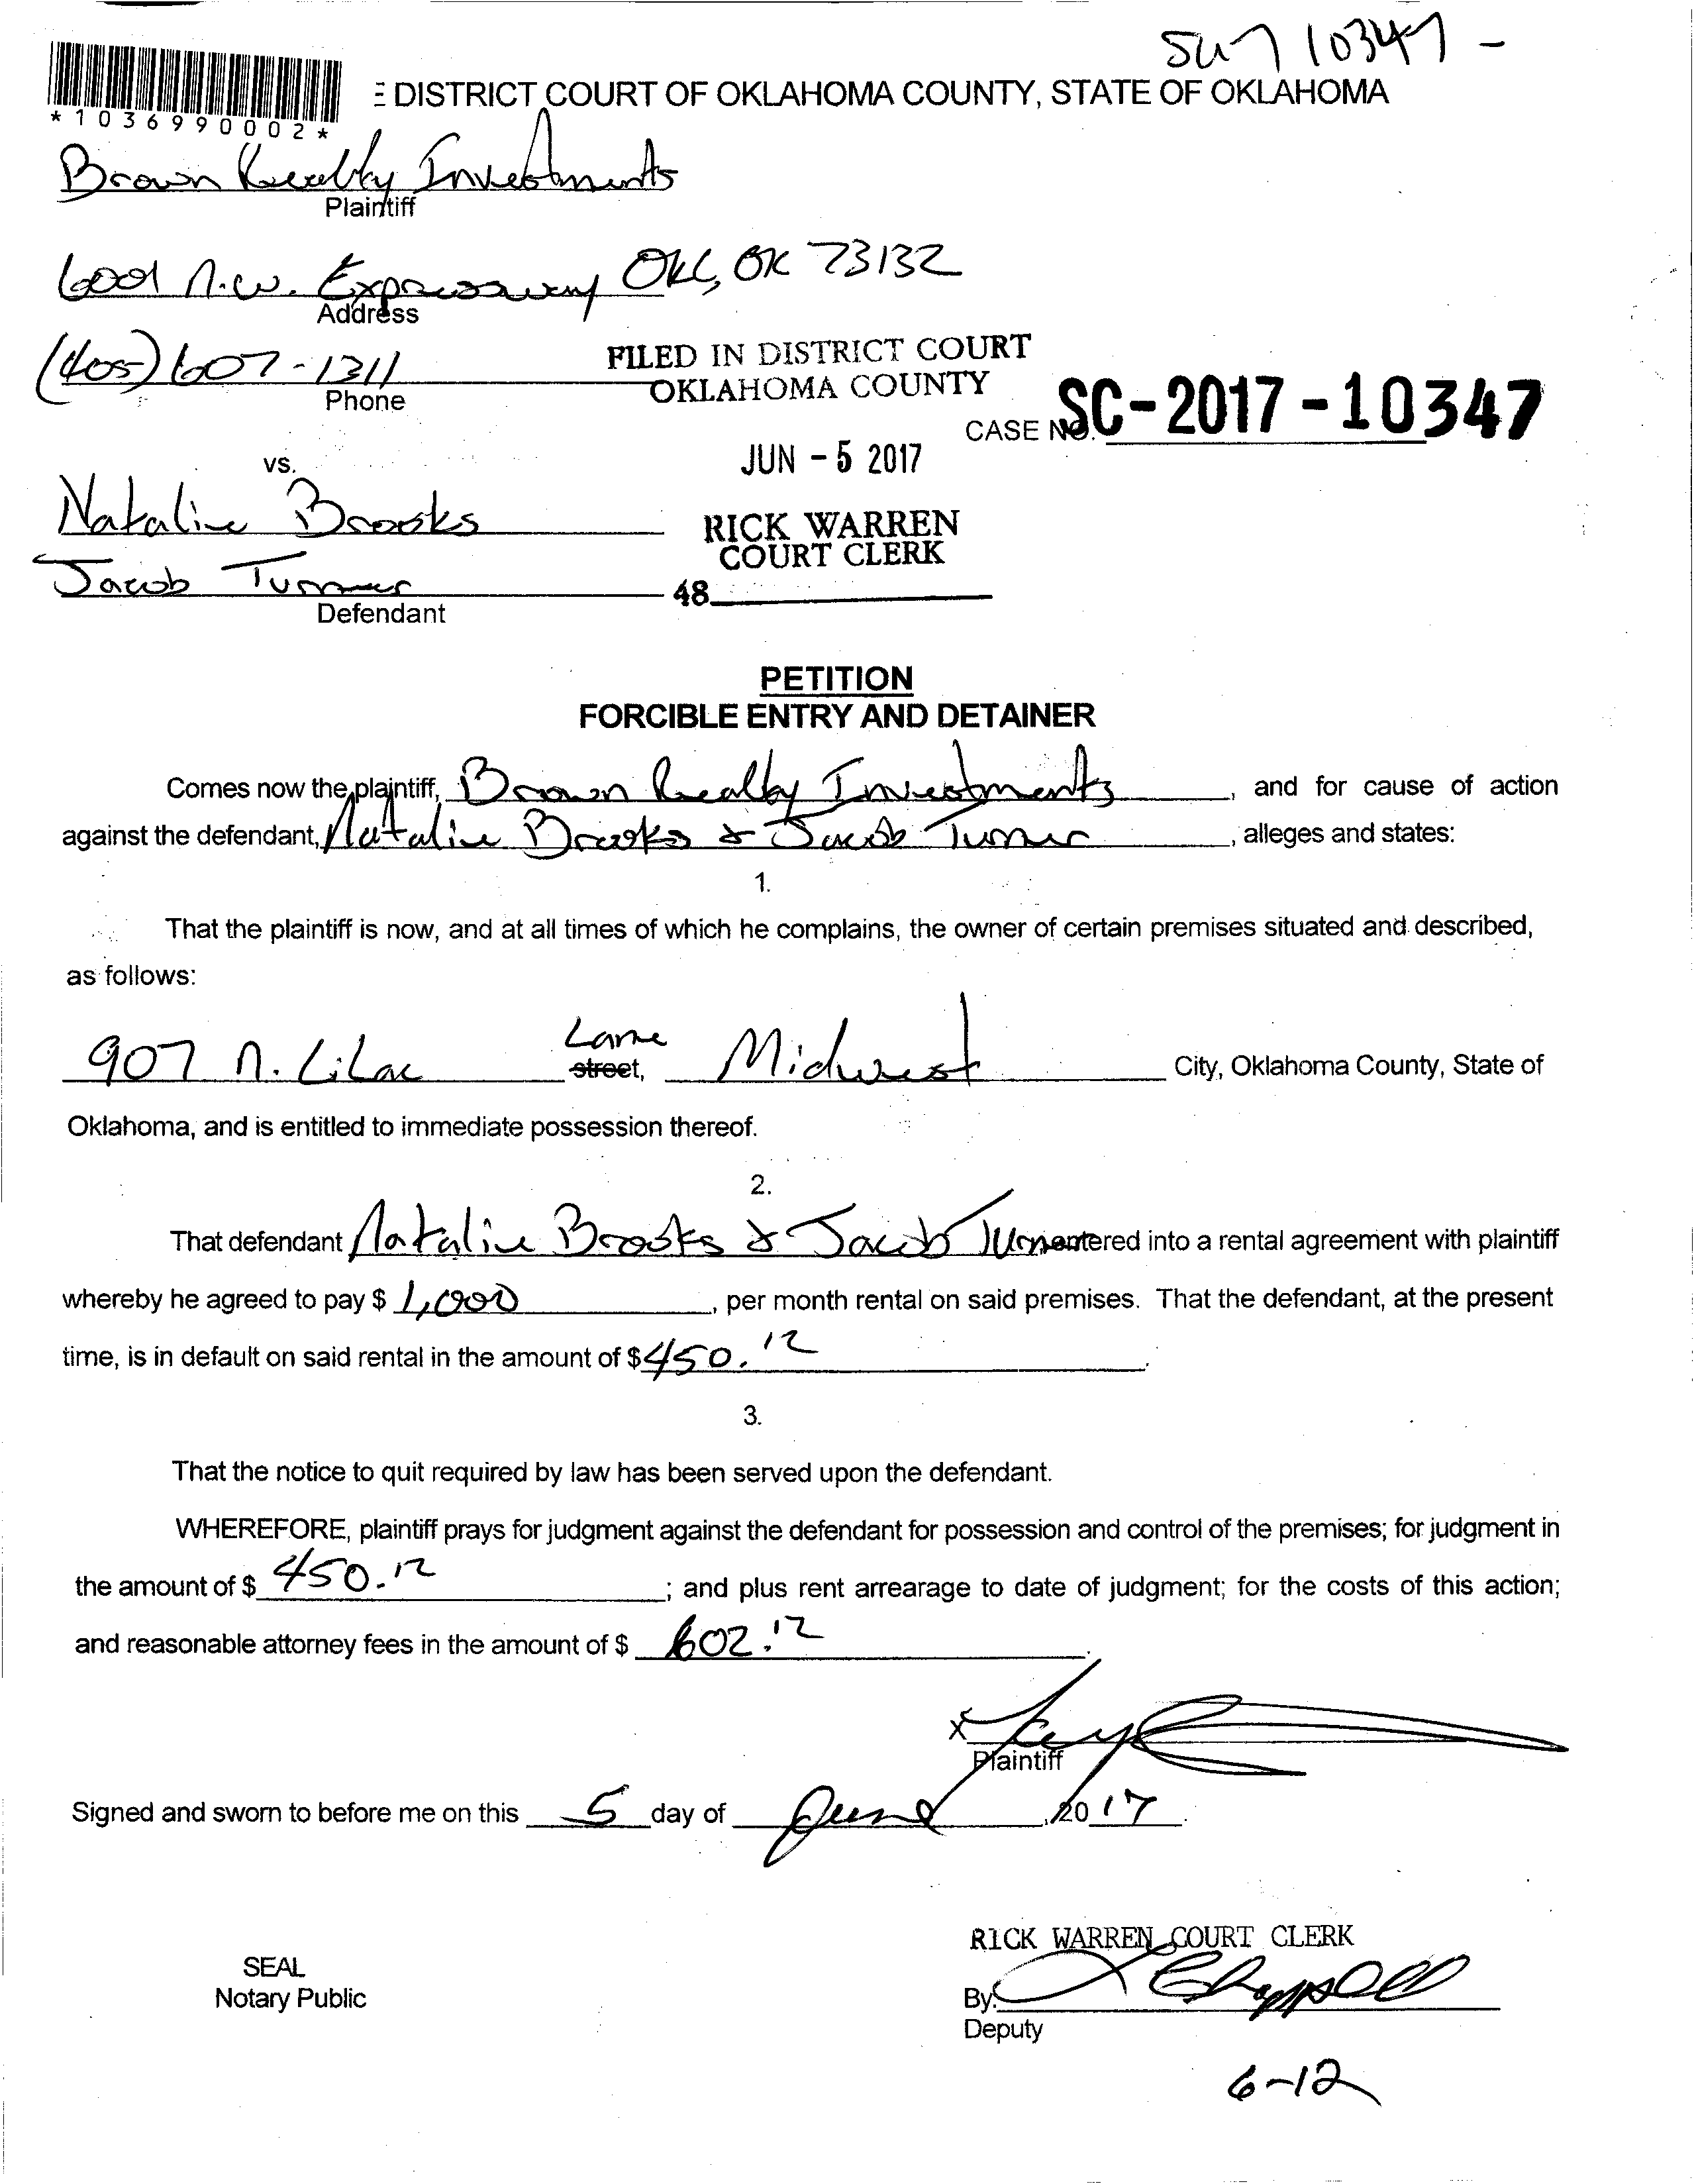 SC17 10347 -
E DISTRICT COURT OF OKLAHOMA COUNTY, STATE OF OKLAHOMA
*1036990002*
Brown Realty Investments
Plaintiff
6001 N.W. Expressway OKC, OK 73132
Address
(405) 607-1311
Phone
FILED IN DISTRICT COURT
OKLAHOMA COUNTY
CASE NO. SC-2017-10347
JUN - 5 2017
vs.
Natalie Brooks
RICK WARREN
COURT CLERK
Jacob Turner
48
Defendant
PETITION
FORCIBLE ENTRY AND DETAINER
Comes now the plaintiff, Brown Realty Investments, and for cause of action
against the defendant, Natalie Brooks & Jacob Turner, alleges and states:
1.
That the plaintiff is now, and at all times of which he complains, the owner of certain premises situated and described,
as follows:
907 N. Lilac Lane street, Midwest City, Oklahoma County, State of
Oklahoma, and is entitled to immediate possession thereof.
2.
That defendant Natalie Brooks & Jacob Turner entered into a rental agreement with plaintiff
whereby he agreed to pay $ 1,000, per month rental on said premises. That the defendant, at the present
time, is in default on said rental in the amount of $ 450.12.
3.
That the notice to quit required by law has been served upon the defendant.
WHEREFORE, plaintiff prays for judgment against the defendant for possession and control of the premises; for judgment in
the amount of $ 450.12; and plus rent arrearage to date of judgment; for the costs of this action;
and reasonable attorney fees in the amount of $ 602.12.
X
Plaintiff
Signed and sworn to before me on this 5 day of June, 2017.
RICK WARREN COURT CLERK
SEAL
Notary Public
By: Chappell
Deputy
6-12